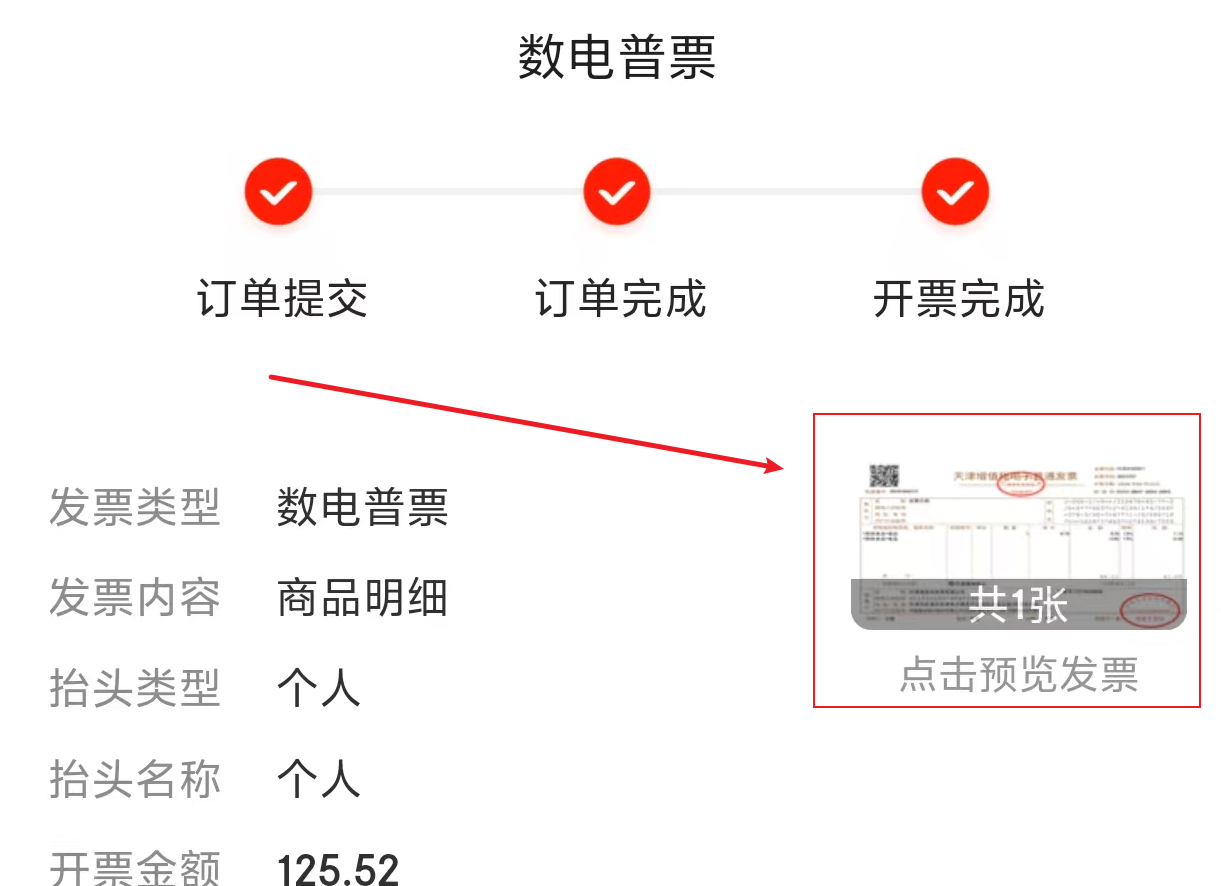 数电普票
订单提交
订单完成
开票完成
发票类型 数电普票
发票内容 商品明细
抬头类型 个人
抬头名称 个人
开票金额 125.52
天津增值税电子普通发票
共1张
点击预览发票